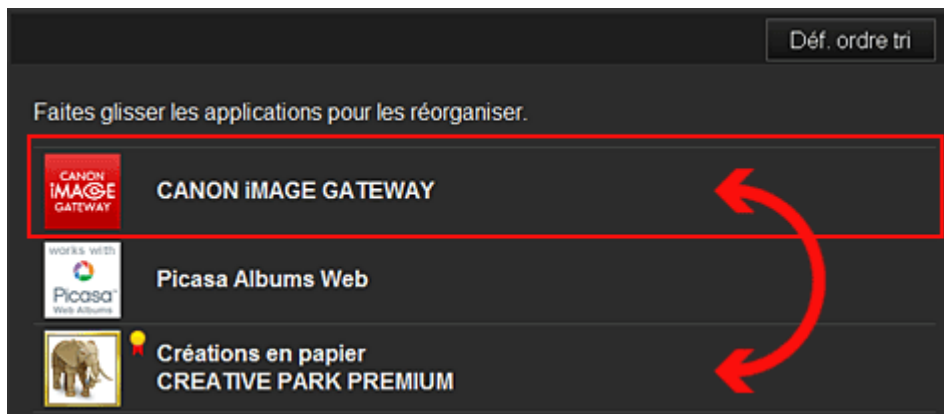 Déf. ordre tri
Faites glisser les applications pour les réorganiser.
CANON
iMAGE
GATEWAY
CANON iMAGE GATEWAY
works with
Picasa™
Web Albums
Picasa Albums Web
Créations en papier
CREATIVE PARK PREMIUM